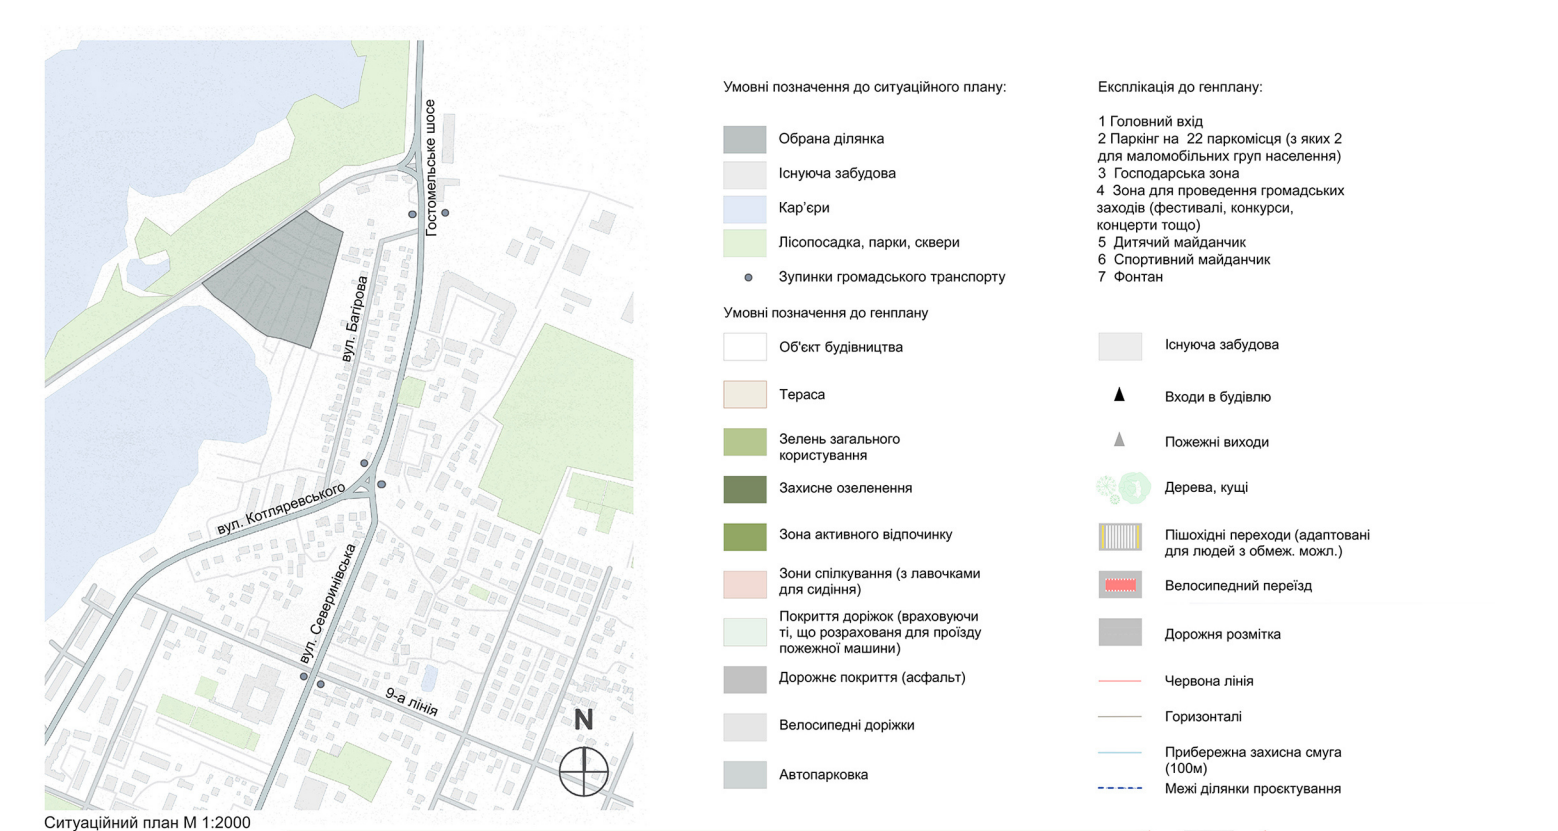 Гостомельське шосе
вул. Багірова
вул. Котляревського
вул. Северинівська
9-а лінія
N
Ситуаційний план М 1:2000
Умовні позначення до ситуаційного плану:
Обрана ділянка
Існуюча забудова
Кар’єри
Лісопосадка, парки, сквери
Зупинки громадського транспорту
Умовні позначення до генплану
Об'єкт будівництва
Тераса
Зелень загального
користування
Захисне озеленення
Зона активного відпочинку
Зони спілкування (з лавочками
для сидіння)
Покриття доріжок (враховуючи
ті, що розрахованя для проїзду
пожежної машини)
Дорожнє покриття (асфальт)
Велосипедні доріжки
Автопарковка
Експлікація до генплану:
1 Головний вхід
2 Паркінг на 22 паркомісця (з яких 2
для маломобільних груп населення)
3 Господарська зона
4 Зона для проведення громадських
заходів (фестивалі, конкурси,
концерти тощо)
5 Дитячий майданчик
6 Спортивний майданчик
7 Фонтан
Існуюча забудова
Входи в будівлю
Пожежні виходи
Дерева, кущі
Пішохідні переходи (адаптовані
для людей з обмеж. можл.)
Велосипедний переїзд
Дорожня розмітка
Червона лінія
Горизонталі
Прибережна захисна смуга
(100м)
Межі ділянки проєктування